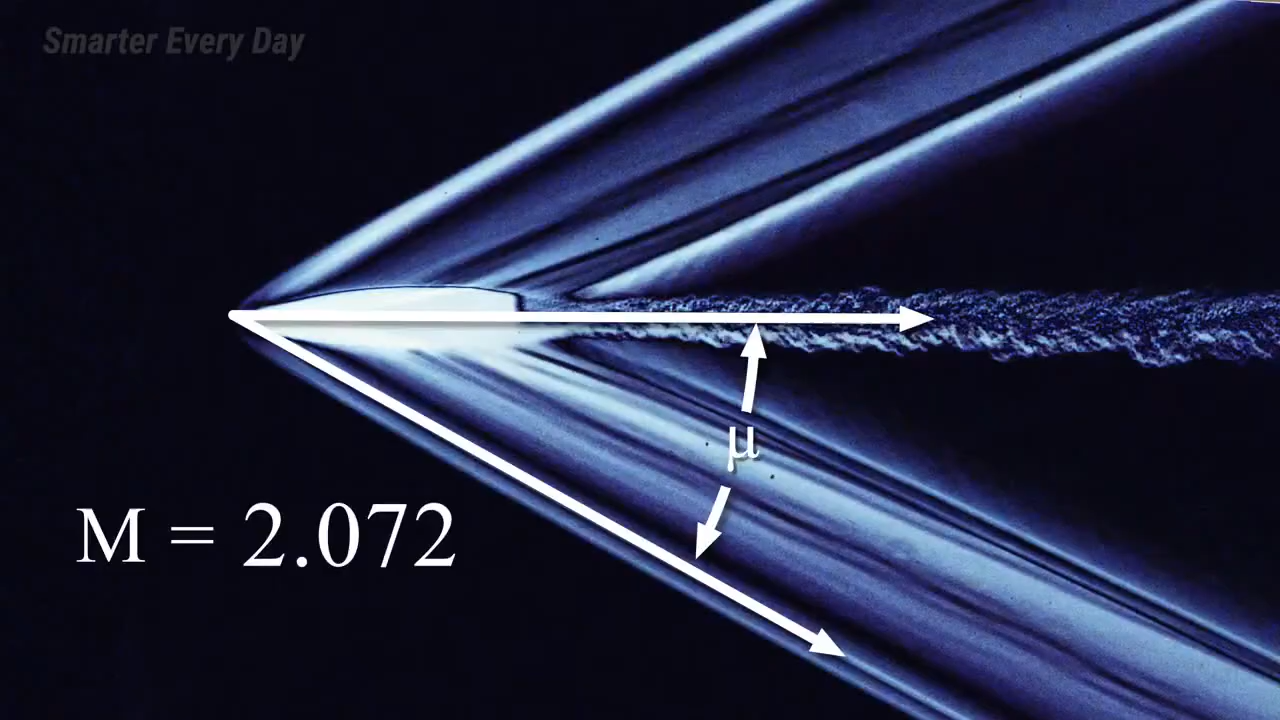 Smarter Every Day
μ
M = 2.072